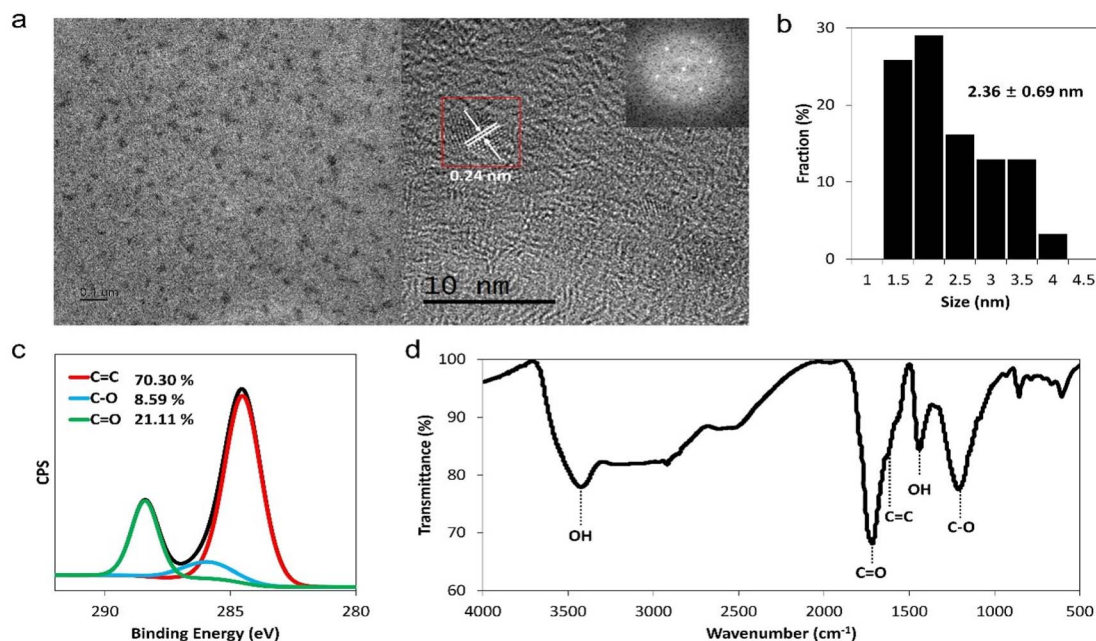 a
0.1 um
0.24 nm
10 nm
b
30
20
10
0
Fraction (%)
2.36 ± 0.69 nm
1 1.5 2 2.5 3 3.5 4 4.5
Size (nm)
c
C=C 70.30 %
C-O 8.59 %
C=O 21.11 %
CPS
290 285 280
Binding Energy (eV)
d
100
90
80
70
60
Transmittance (%)
OH
C=O
C=C
OH
C-O
4000 3500 3000 2500 2000 1500 1000 500
Wavenumber (cm⁻¹)